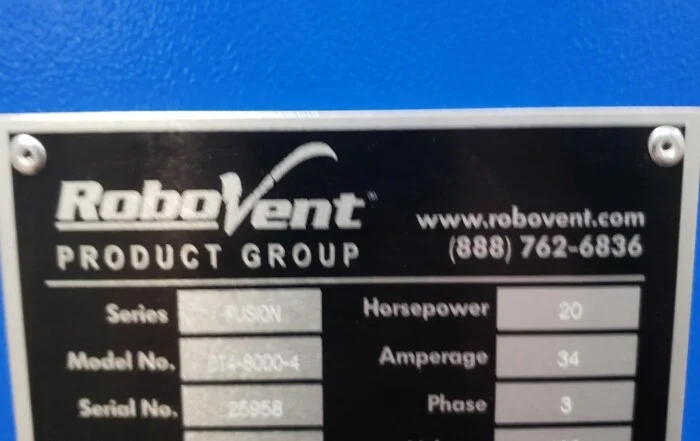 RoboVent
PRODUCT GROUP
www.robovent.com
(888) 762-6836
Series FUSION
Horsepower 20
Model No. DT4-8000-4
Amperage 34
Serial No. 25958
Phase 3